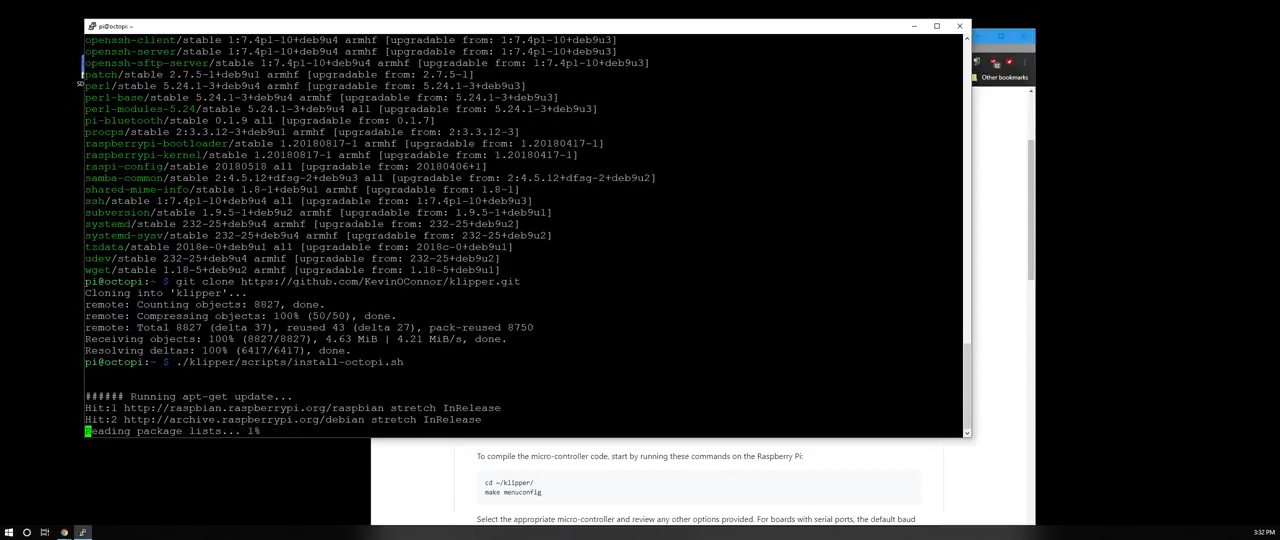 pi@octopi: ~
openssh-client/stable 1:7.4p1-10+deb9u4 armhf [upgradable from: 1:7.4p1-10+deb9u3]
openssh-server/stable 1:7.4p1-10+deb9u4 armhf [upgradable from: 1:7.4p1-10+deb9u3]
openssh-sftp-server/stable 1:7.4p1-10+deb9u4 armhf [upgradable from: 1:7.4p1-10+deb9u3]
patch/stable 2.7.5-1+deb9u1 armhf [upgradable from: 2.7.5-1]
perl/stable 5.24.1-3+deb9u4 armhf [upgradable from: 5.24.1-3+deb9u3]
perl-base/stable 5.24.1-3+deb9u4 armhf [upgradable from: 5.24.1-3+deb9u3]
perl-modules-5.24/stable 5.24.1-3+deb9u4 all [upgradable from: 5.24.1-3+deb9u3]
pi-bluetooth/stable 0.1.9 all [upgradable from: 0.1.7]
procps/stable 2:3.3.12-3+deb9u1 armhf [upgradable from: 2:3.3.12-3]
raspberrypi-bootloader/stable 1.20180817-1 armhf [upgradable from: 1.20180417-1]
raspberrypi-kernel/stable 1.20180817-1 armhf [upgradable from: 1.20180417-1]
raspi-config/stable 20180518 all [upgradable from: 20180406+1]
samba-common/stable 2:4.5.12+dfsg-2+deb9u3 all [upgradable from: 2:4.5.12+dfsg-2+deb9u2]
shared-mime-info/stable 1.8-1+deb9u1 armhf [upgradable from: 1.8-1]
ssh/stable 1:7.4p1-10+deb9u4 all [upgradable from: 1:7.4p1-10+deb9u3]
subversion/stable 1.9.5-1+deb9u2 armhf [upgradable from: 1.9.5-1+deb9u1]
systemd/stable 232-25+deb9u4 armhf [upgradable from: 232-25+deb9u2]
systemd-sysv/stable 232-25+deb9u4 armhf [upgradable from: 232-25+deb9u2]
tzdata/stable 2018e-0+deb9u1 all [upgradable from: 2018c-0+deb9u1]
udev/stable 232-25+deb9u4 armhf [upgradable from: 232-25+deb9u2]
wget/stable 1.18-5+deb9u2 armhf [upgradable from: 1.18-5+deb9u1]
pi@octopi:~ $ git clone https://github.com/KevinOConnor/klipper.git
Cloning into 'klipper'...
remote: Counting objects: 8827, done.
remote: Compressing objects: 100% (50/50), done.
remote: Total 8827 (delta 37), reused 43 (delta 27), pack-reused 8750
Receiving objects: 100% (8827/8827), 4.63 MiB | 4.21 MiB/s, done.
Resolving deltas: 100% (6417/6417), done.
pi@octopi:~ $ ./klipper/scripts/install-octopi.sh
###### Running apt-get update...
Hit:1 http://raspbian.raspberrypi.org/raspbian stretch InRelease
Hit:2 http://archive.raspberrypi.org/debian stretch InRelease
Reading package lists... 1%
Other bookmarks
SD
To compile the micro-controller code, start by running these commands on the Raspberry Pi:
cd ~/klipper/
make menuconfig
Select the appropriate micro-controller and review any other options provided. For boards with serial ports, the default baud
3:32 PM